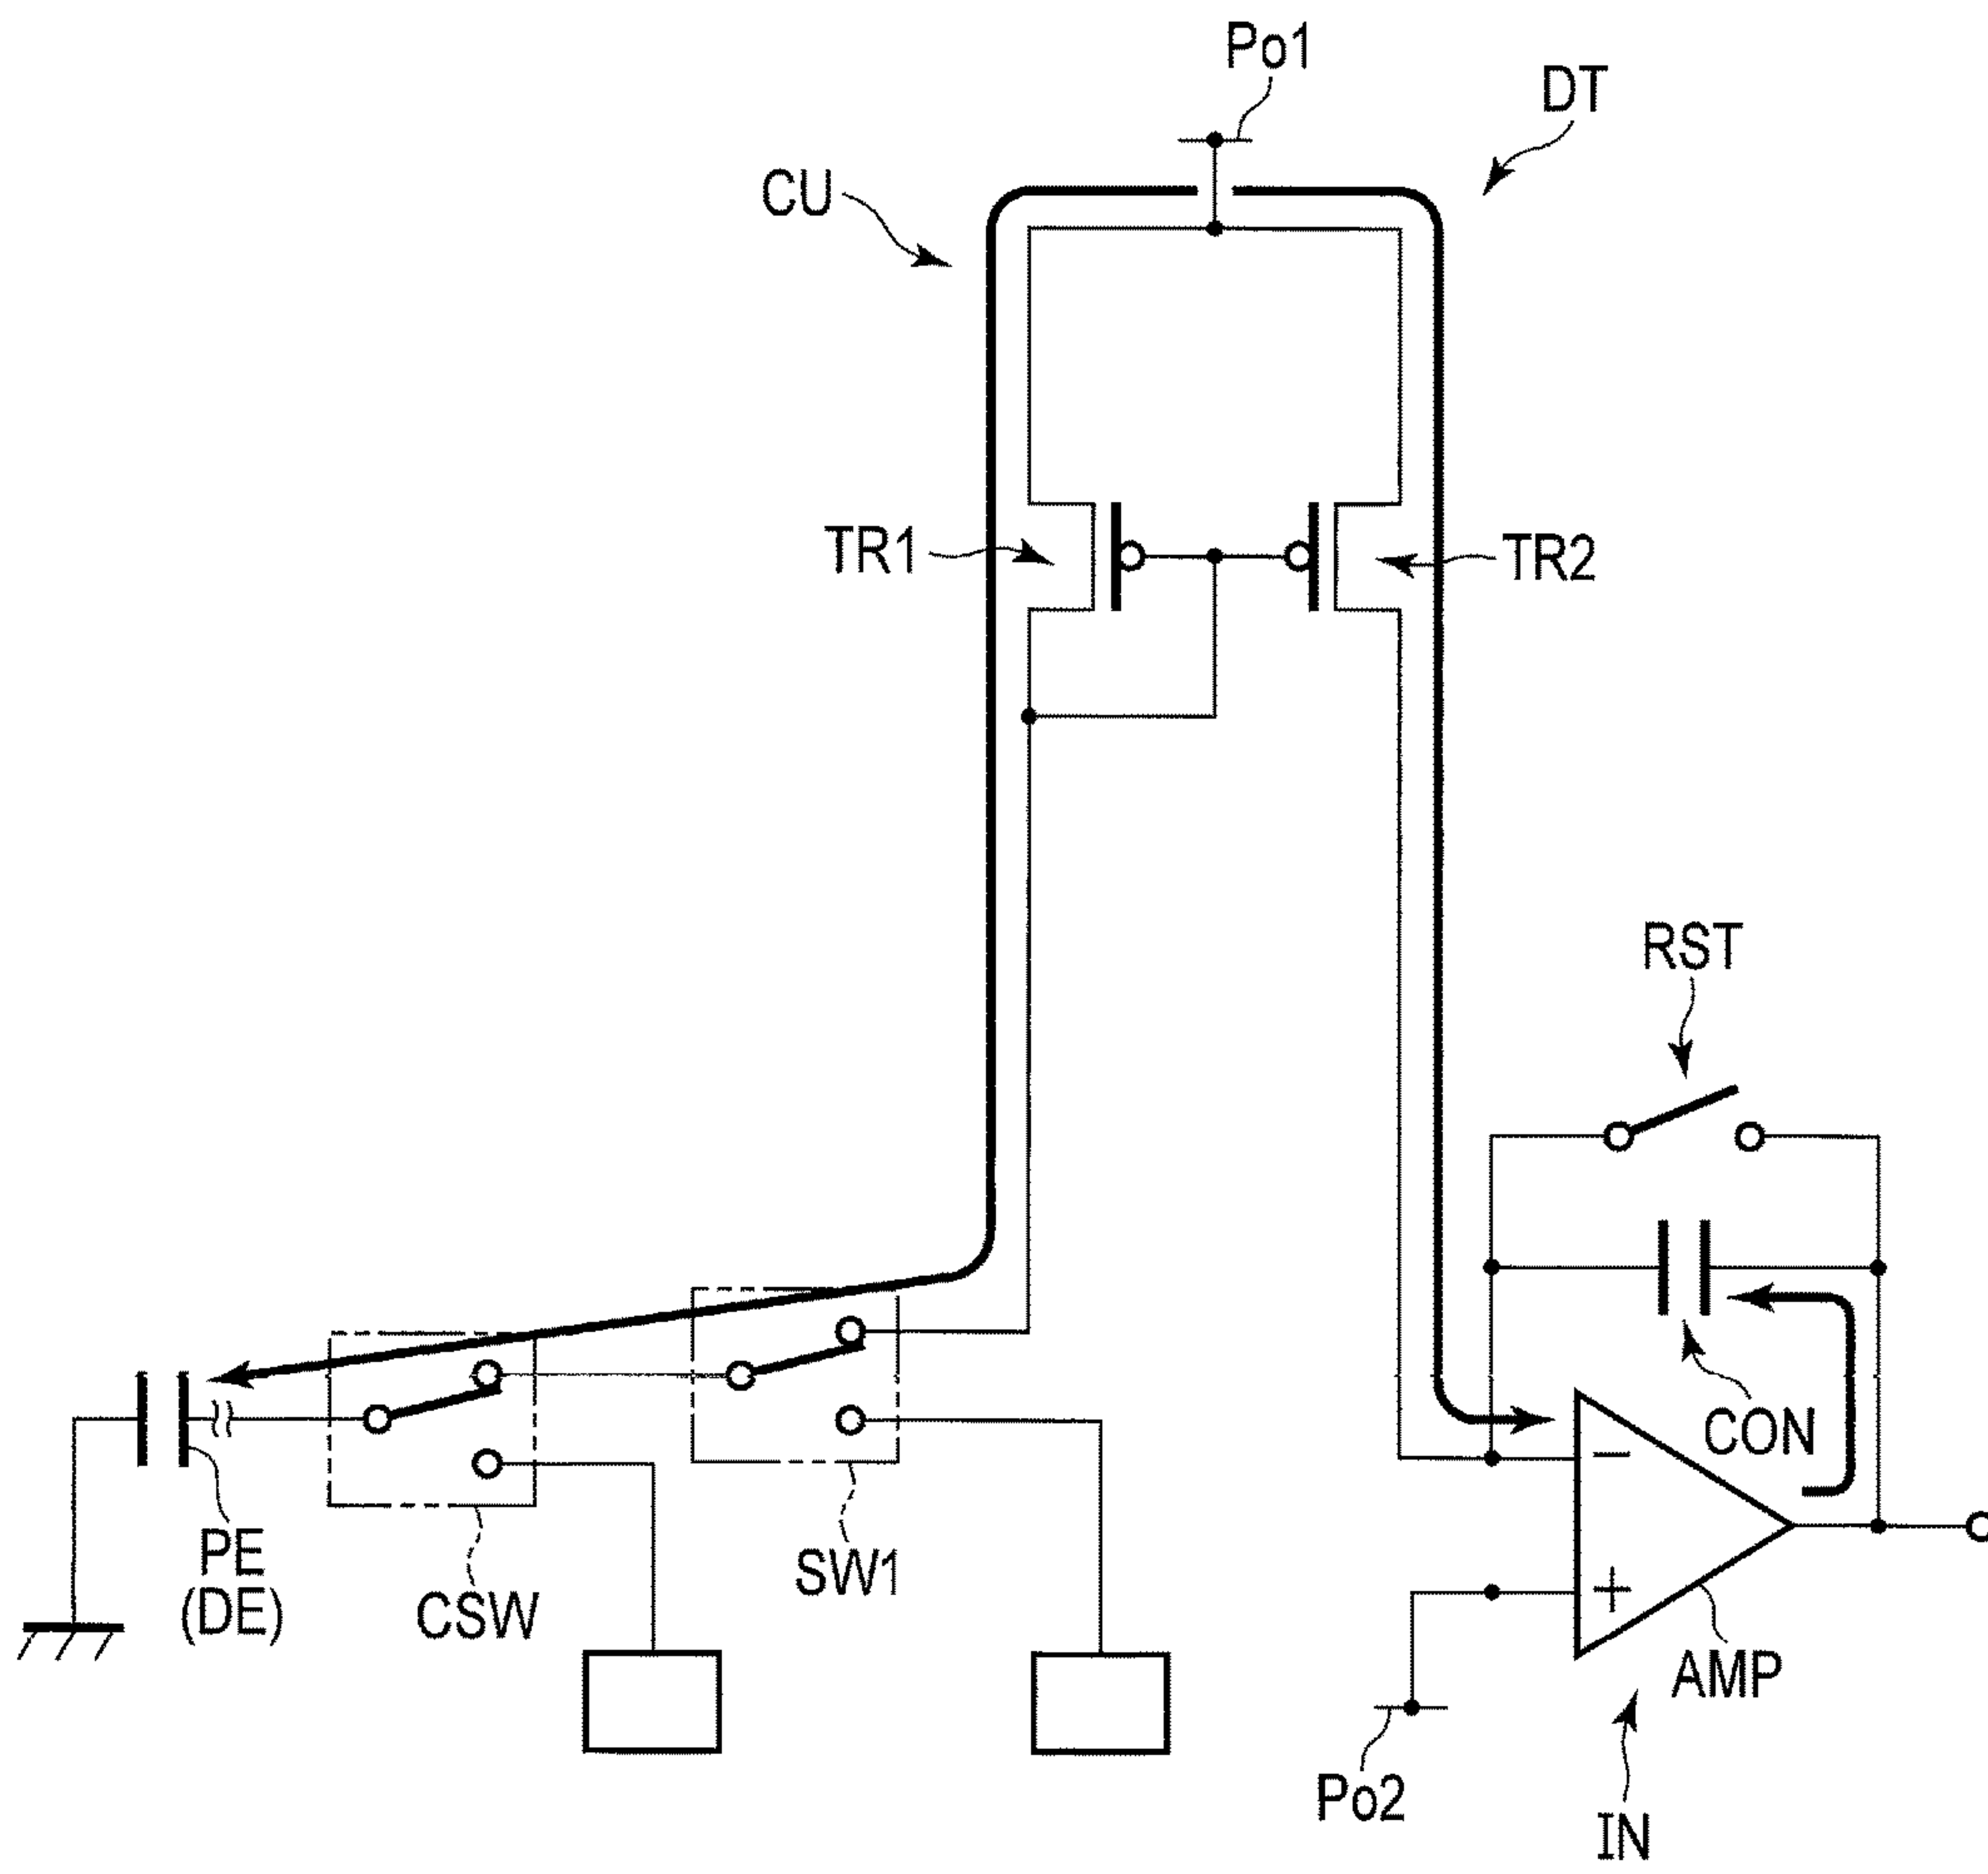 Po1
DT
CU
TR1
TR2
RST
CON
PE
(DE)
CSW
SW1
−
+
AMP
Po2
IN